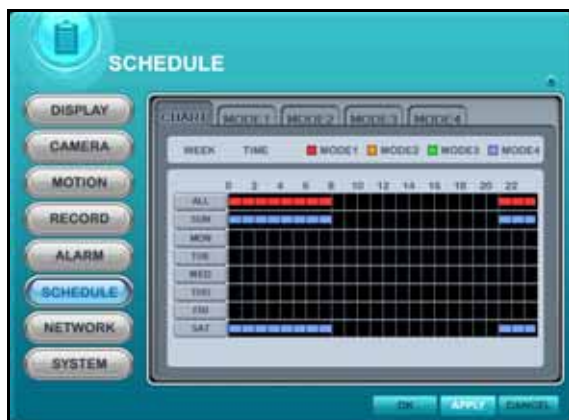 SCHEDULE
DISPLAY
CAMERA
MOTION
RECORD
ALARM
SCHEDULE
NETWORK
SYSTEM
CHART MODE1 MODE2 MODE3 MODE4
WEEK TIME MODE1 MODE2 MODE3 MODE4
0 2 4 6 8 10 12 14 16 18 20 22
ALL
SUN
MON
TUE
WED
THU
FRI
SAT
OK APPLY CANCEL